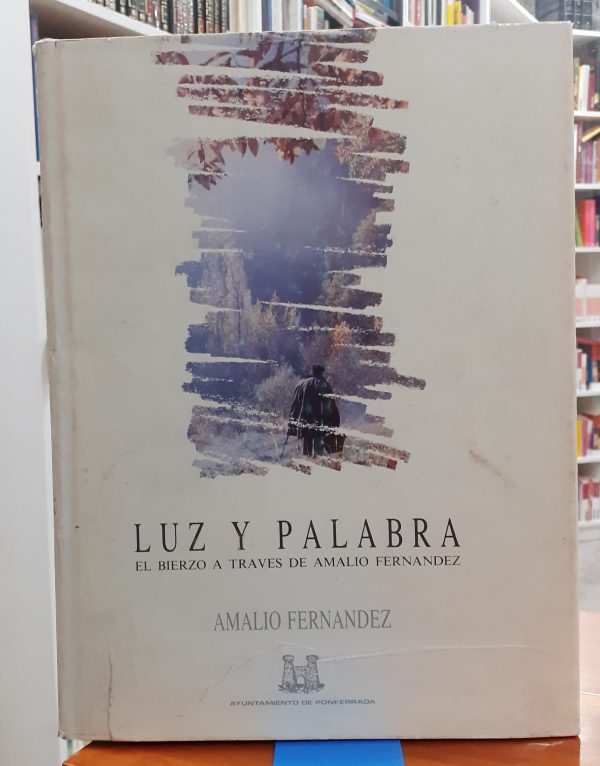 LUZ Y PALABRA
EL BIERZO A TRAVES DE AMALIO FERNANDEZ
AMALIO FERNANDEZ
AYUNTAMIENTO DE PONFERRADA